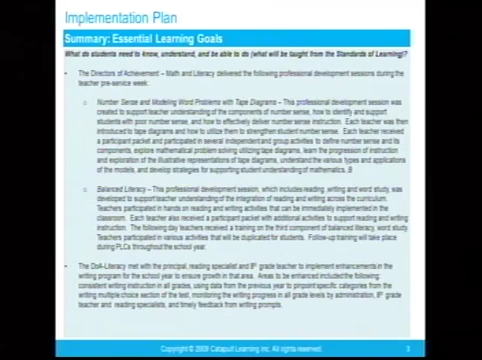 Implementation Plan
Summary: Essential Learning Goals
What do students need to know, understand, and be able to do (what will be taught from the Standards of Learning)?
• The Directors of Achievement – Math and Literacy delivered the following professional development sessions during the
teacher pre-service week:
o Number Sense and Modeling Word Problems with Tape Diagrams – This professional development session was
created to support teacher understanding of the components of number sense, how to identify and support
students with poor number sense, and how to effectively deliver number sense instruction. Each teacher was then
introduced to tape diagrams and how to utilize them to strengthen student number sense. Each teacher received
a participant packet and participated in several independent and group activities to define number sense and its
components, explore mathematical problem solving utilizing tape diagrams, learn the progression of instruction
and exploration of the illustrative representations of tape diagrams, understand the various types and applications
of the models, and develop strategies for supporting student understanding of mathematics.
o Balanced Literacy – This professional development session, which includes reading, writing and word study, was
developed to support teacher understanding of the integration of reading and writing across the curriculum.
Teachers participated in hands on reading and writing activities that can be immediately implemented in the
classroom. Each teacher also received a participant packet with additional activities to support reading and writing
instruction. The following day teachers received a training on the third component of balanced literacy, word study
Teachers participated in various activities that will be duplicated for students. Follow-up training will take place
during PLCs throughout the school year.
• The DoA-Literacy met with the principal, reading specialist and 8th grade teacher to implement enhancements in the
writing program for the school year to ensure growth in that area. Areas to be enhanced included the following
consistent writing instruction in all grades, using data from the previous year to pinpoint specific categories from the
writing multiple choice section of the test, monitoring the writing progress in all grade levels by administration, 8th grade
teacher and reading specialists, and timely feedback from writing prompts.
Copyright © 2009 Catapult Learning Inc. All rights reserved.
3